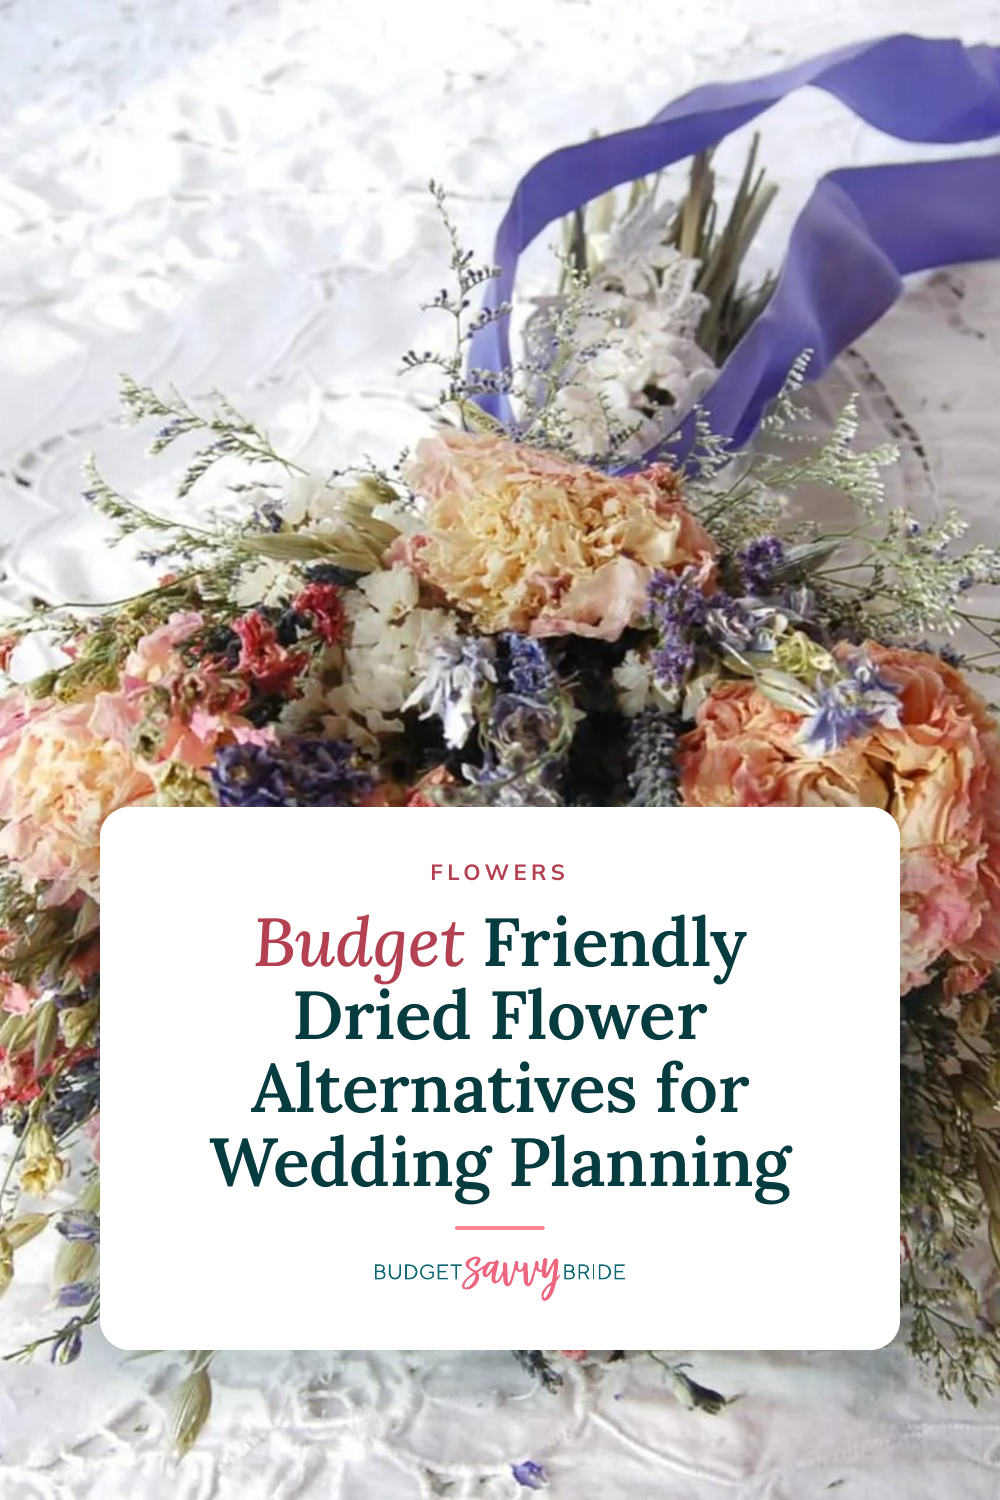 FLOWERS
Budget Friendly
Dried Flower
Alternatives for
Wedding Planning
BUDGET savvy BRIDE